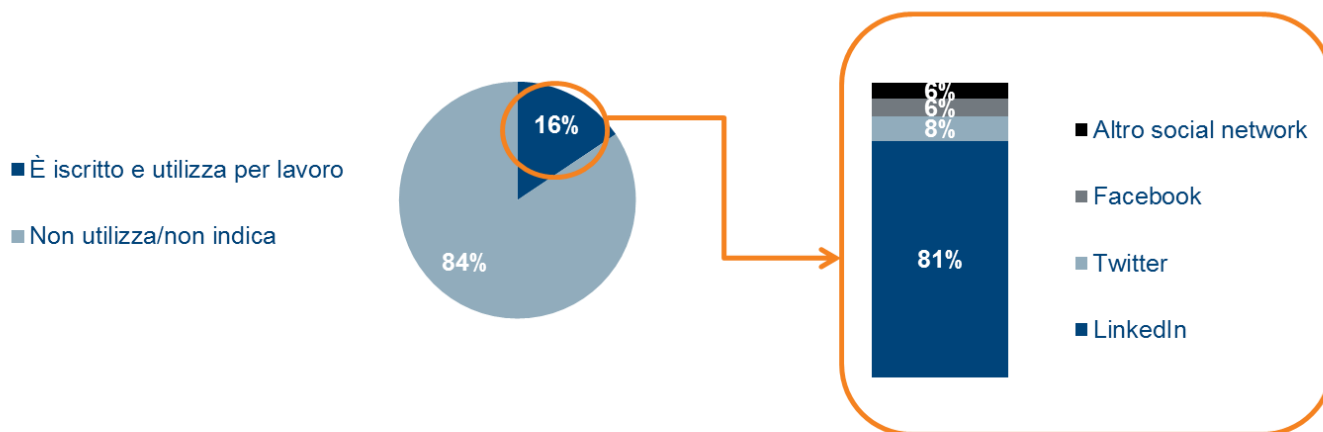 È iscritto e utilizza per lavoro
Non utilizza/non indica
16%
84%
6%
6%
8%
81%
Altro social network
Facebook
Twitter
LinkedIn